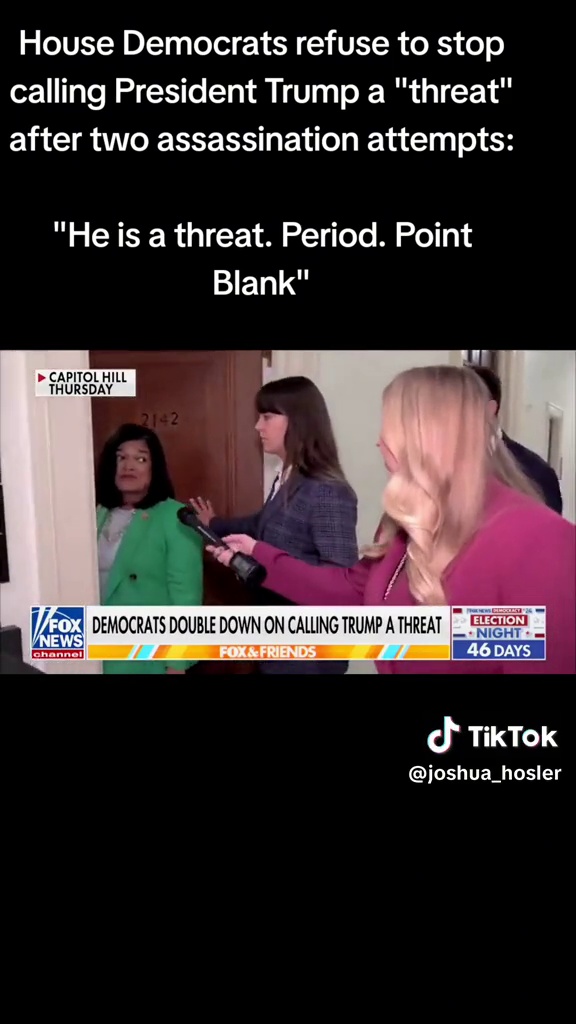 House Democrats refuse to stop
calling President Trump a "threat"
after two assassination attempts:
"He is a threat. Period. Point
Blank"
CAPITOL HILL
THURSDAY
2142
FOX
NEWS
channel
DEMOCRATS DOUBLE DOWN ON CALLING TRUMP A THREAT
FOX & FRIENDS
ELECTION
NIGHT
46 DAYS
TikTok
@joshua_hosler